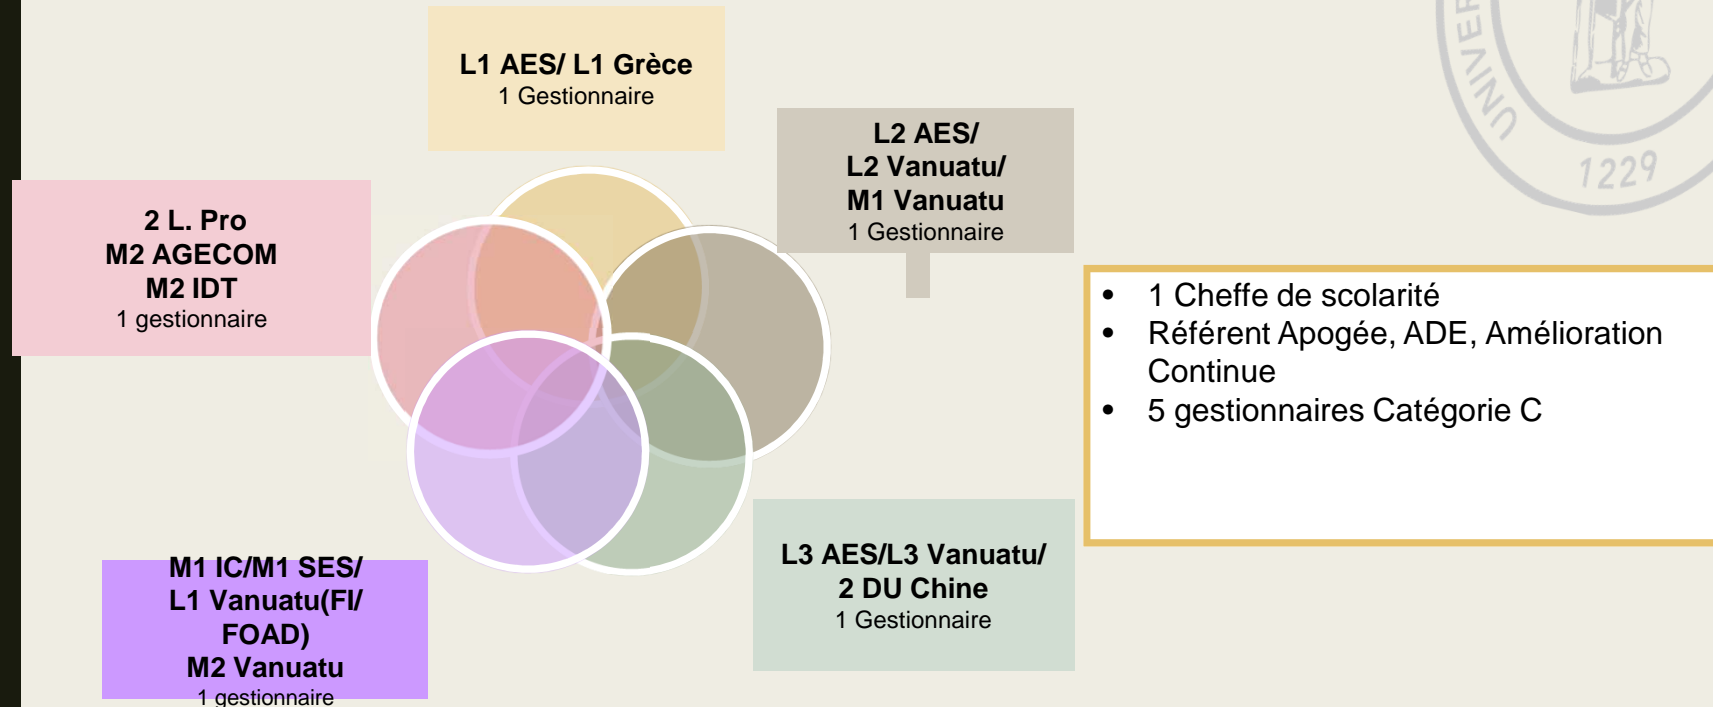 L1 AES/ L1 Grèce
1 Gestionnaire
L2 AES/
L2 Vanuatu/
M1 Vanuatu
1 Gestionnaire
2 L. Pro
M2 AGECOM
M2 IDT
1 gestionnaire
• 1 Cheffe de scolarité
• Référent Apogée, ADE, Amélioration
Continue
• 5 gestionnaires Catégorie C
L3 AES/L3 Vanuatu/
2 DU Chine
1 Gestionnaire
M1 IC/M1 SES/
L1 Vanuatu(FI/
FOAD)
M2 Vanuatu
1 gestionnaire
UNIVER
1229